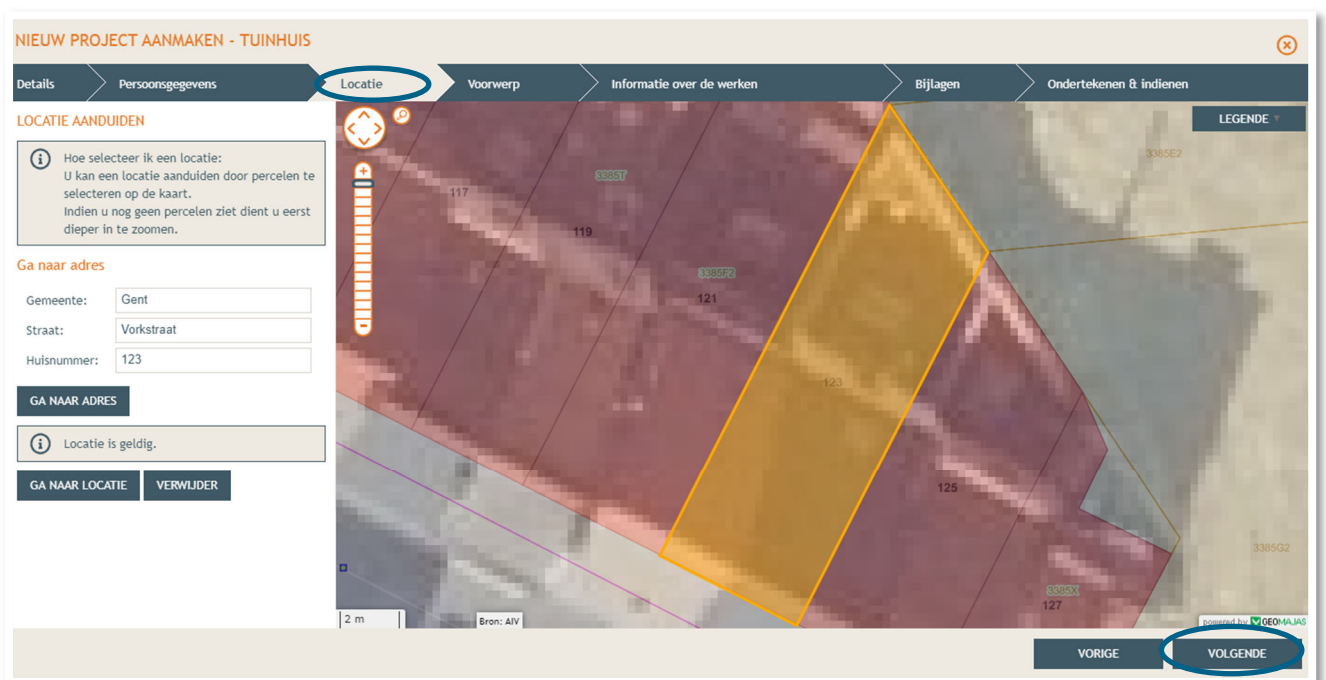 NIEUW PROJECT AANMAKEN - TUINHUIS
Details
Persoonsgegevens
Locatie
Voorwerp
Informatie over de werken
Bijlagen
Ondertekenen & indienen
LOCATIE AANDUIDEN
Hoe selecteer ik een locatie:
U kan een locatie aanduiden door percelen te
selecteren op de kaart.
Indien u nog geen percelen ziet dient u eerst
dieper in te zoomen.
Ga naar adres
Gemeente: Gent
Straat: Vorkstraat
Huisnummer: 123
GA NAAR ADRES
Locatie is geldig.
GA NAAR LOCATIE
VERWIJDER
LEGENDE
3385E2
3385T
117
119
3385F2
121
123
125
3385G2
3385X
127
2 m
Bron: AIV
powered by GEOMAJAS
VORIGE
VOLGENDE